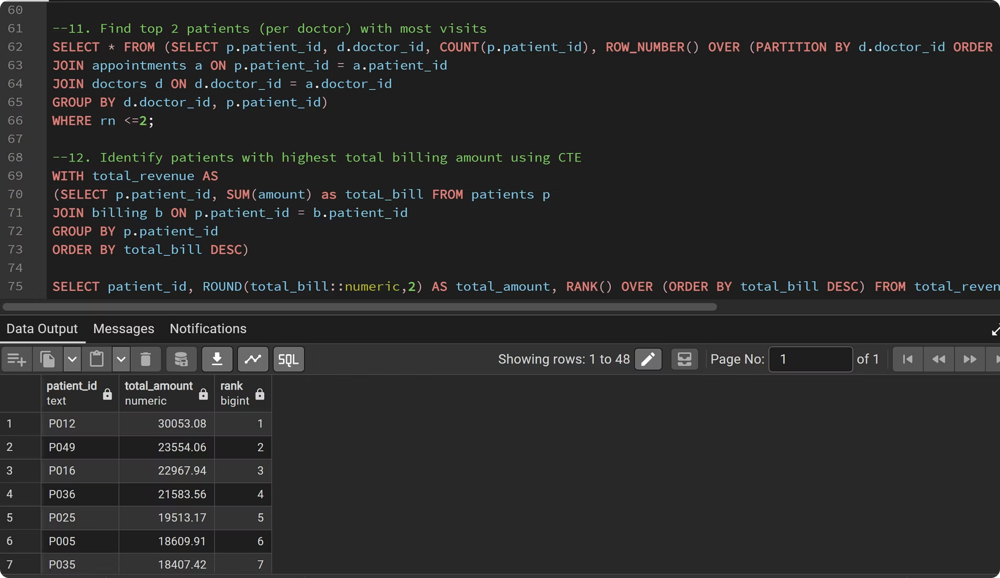 60
61 --11. Find top 2 patients (per doctor) with most visits
62 SELECT * FROM (SELECT p.patient_id, d.doctor_id, COUNT(p.patient_id), ROW_NUMBER() OVER (PARTITION BY d.doctor_id ORDER
63 JOIN appointments a ON p.patient_id = a.patient_id
64 JOIN doctors d ON d.doctor_id = a.doctor_id
65 GROUP BY d.doctor_id, p.patient_id)
66 WHERE rn <=2;
67
68 --12. Identify patients with highest total billing amount using CTE
69 WITH total_revenue AS
70 (SELECT p.patient_id, SUM(amount) as totaL_bill FROM patients p
71 JOIN billing b ON p.patient_id = b.patient_id
72 GROUP BY p.patient_id
73 ORDER BY total_bill DESC)
74
75 SELECT patient_id, ROUND(total_bill::numeric,2) AS total_amount, RANK() OVER (ORDER BY total_bill DESC) FROM total_reven
Data Output Messages Notifications
SQL Showing rows: 1 to 48 Page No: 1 of 1
patient_id total_amount rank
text numeric bigint
1 P012 30053.08 1
2 P049 23554.06 2
3 P016 22967.94 3
4 P036 21583.56 4
5 P025 19513.17 5
6 P005 18609.91 6
7 P035 18407.42 7